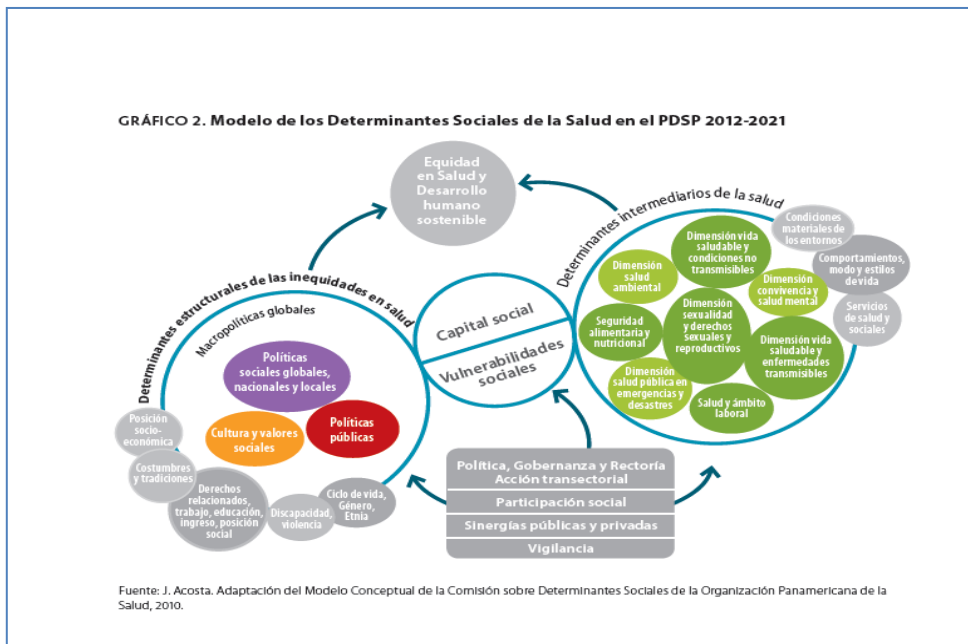 GRÁFICO 2. Modelo de los Determinantes Sociales de la Salud en el PDSP 2012-2021
Equidad
en Salud y
Desarrollo
humano
sostenible
Determinantes estructurales de las inequidades en salud
Macropolíticas globales
Políticas
sociales globales,
nacionales y locales
Cultura y valores
sociales
Políticas
públicas
Posición
socio-
económica
Costumbres
y tradiciones
Derechos
relacionados,
trabajo, educación,
ingreso, posición
social
Discapacidad,
violencia
Ciclo de vida,
Género,
Etnia
Capital social
Vulnerabilidades
sociales
Determinantes intermediarios de la salud
Dimensión
salud
ambiental
Dimensión vida
saludable y
condiciones no
transmisibles
Dimensión
convivencia y
salud mental
Seguridad
alimentaria y
nutricional
Dimensión
sexualidad
y derechos
sexuales y
reproductivos
Dimensión vida
saludable y
enfermedades
transmisibles
Dimensión
salud pública en
emergencias y
desastres
Salud y ámbito
laboral
Condiciones
materiales de
los entornos
Comportamientos,
modo y estilos
de vida
Servicios
de salud y
sociales
Política, Gobernanza y Rectoría
Acción transectorial
Participación social
Sinergías públicas y privadas
Vigilancia
Fuente: J. Acosta. Adaptación del Modelo Conceptual de la Comisión sobre Determinantes Sociales de la Organización Panamericana de la
Salud, 2010.